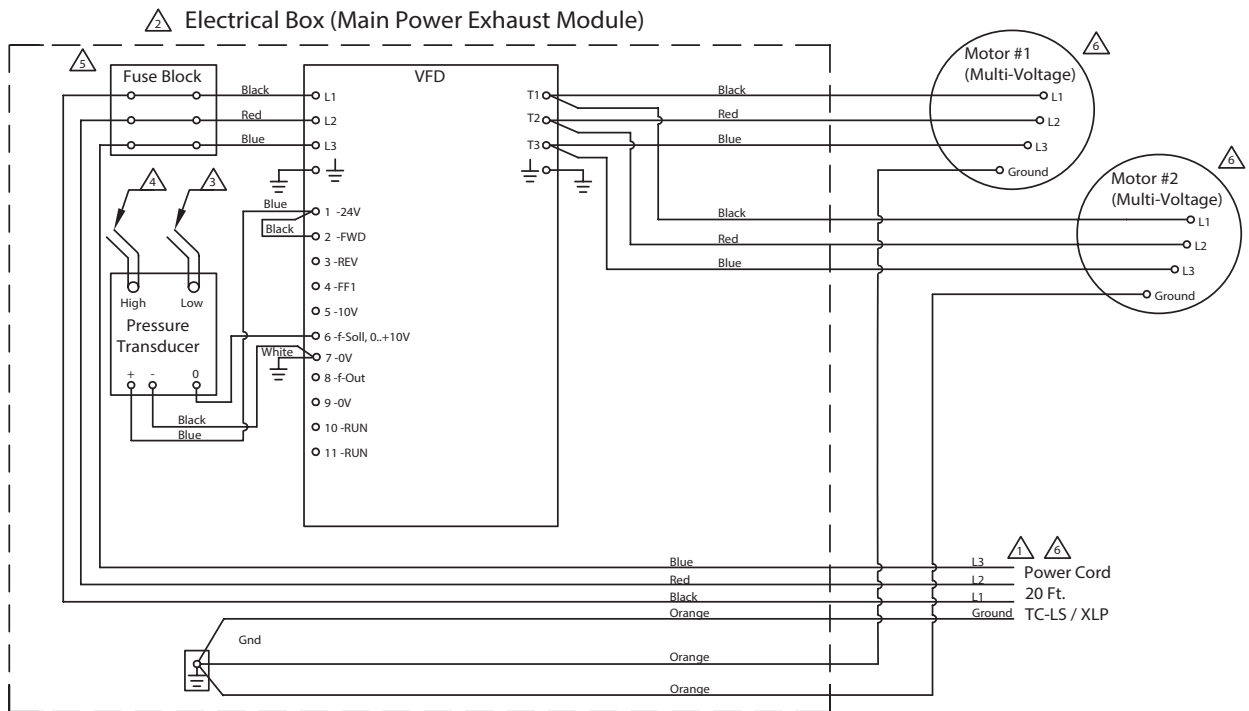 2 Electrical Box (Main Power Exhaust Module)
5
Fuse Block
VFD
Motor #1
(Multi-Voltage)
6
Black
L1
T1
Black
L1
Red
L2
T2
Red
L2
Blue
L3
T3
Blue
L3
Ground
4
3
6
Motor #2
(Multi-Voltage)
Blue
1 -24V
Black
L1
Black
2 -FWD
Red
L2
3 -REV
Blue
L3
4 -FF1
Ground
High
Low
5 -10V
Pressure
Transducer
6 -f-Soll, 0..+10V
White
7 -0V
+ - 0
8 -f-Out
9 -0V
Black
10 -RUN
Blue
11 -RUN
1
6
Blue
L3
Power Cord
Red
L2
20 Ft.
Black
L1
TC-LS / XLP
Orange
Ground
Gnd
Orange
Orange